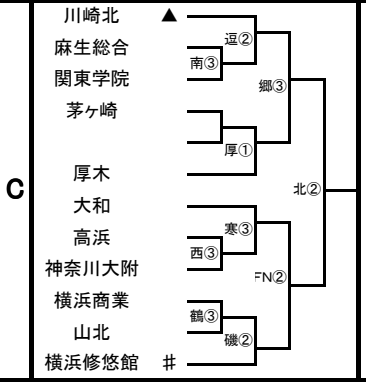 川崎北 ▲
麻生総合
関東学院
茅ヶ崎
厚木
大和
高浜
神奈川大附
横浜商業
山北
横浜修悠館 #
C
逗②
南③
郷③
厚①
北②
寒③
西③
FN②
鶴③
磯②